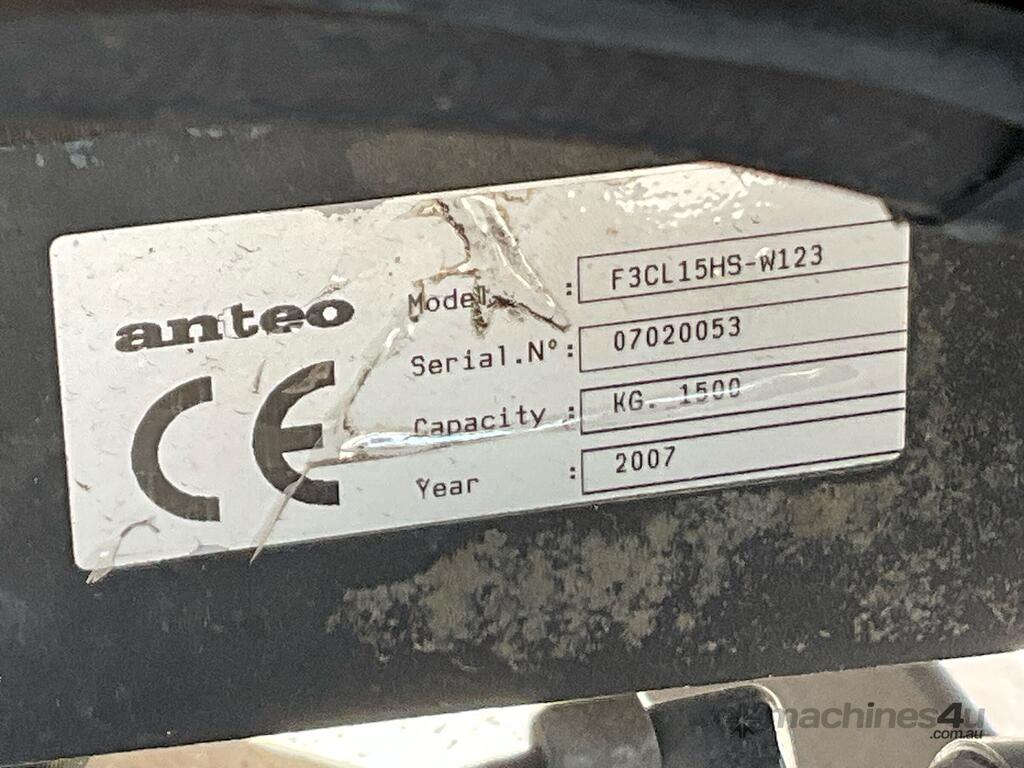 anteo
CE
Model : F3CL15HS-W123
Serial.N° : 07020053
Capacity : KG. 1500
Year : 2007
machines4u
.com.au